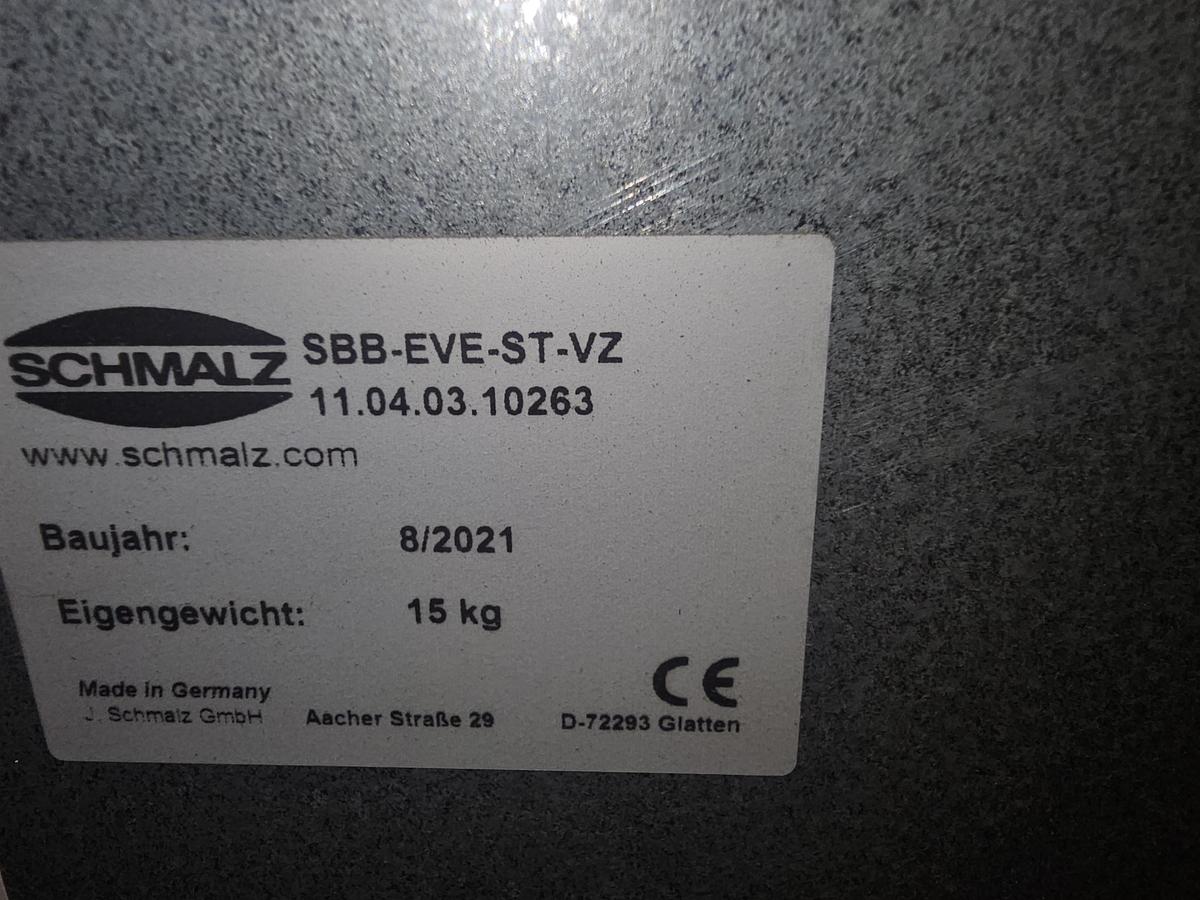 SCHMALZ
SBB-EVE-ST-VZ
11.04.03.10263
www.schmalz.com
Baujahr: 8/2021
Eigengewicht: 15 kg
CE
Made in Germany
J. Schmalz GmbH Aacher Straße 29 D-72293 Glatten